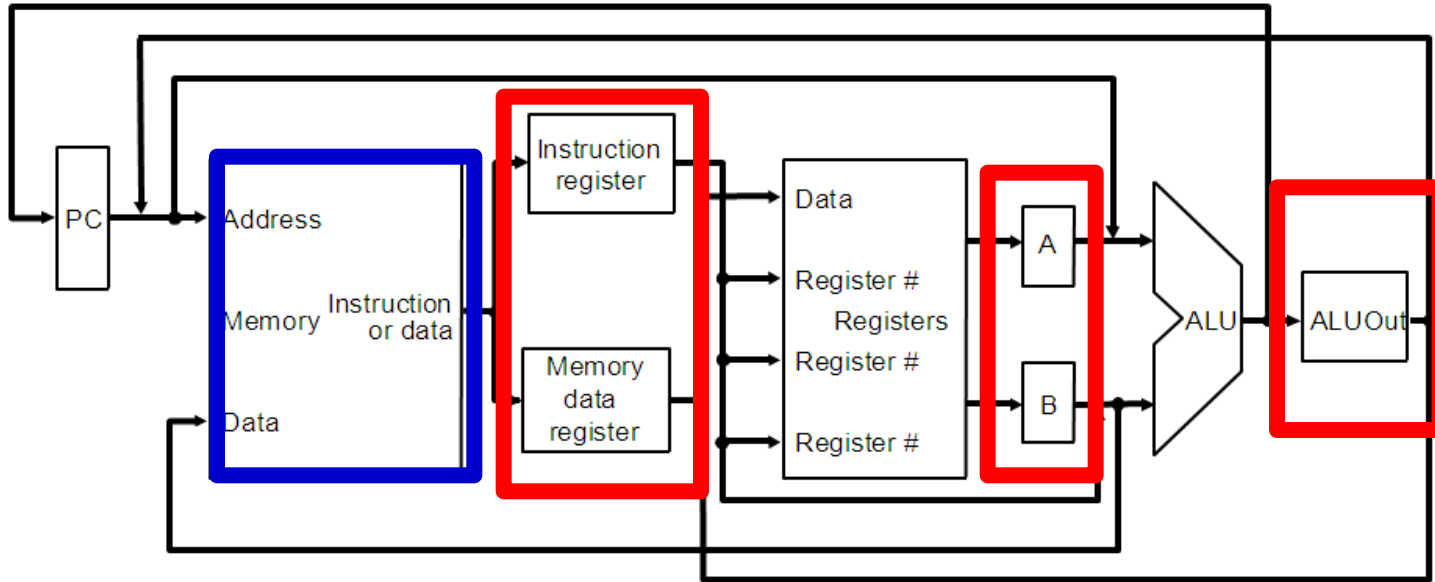 PC
Address
Memory
Instruction
or data
Data
Instruction
register
Memory
data
register
Data
Register #
Registers
Register #
Register #
A
B
ALU
ALUOut